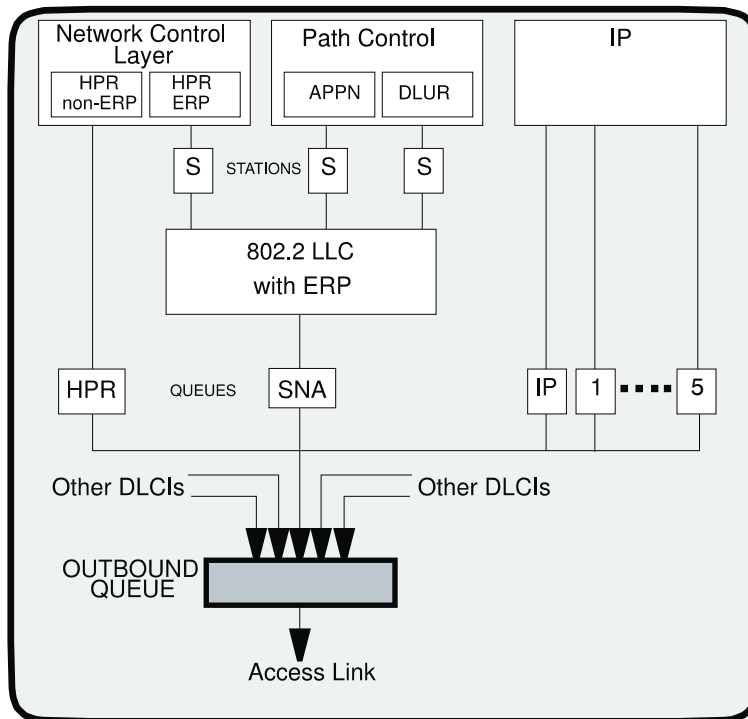 Network Control
Layer
HPR
non-ERP
HPR
ERP
Path Control
APPN
DLUR
IP
S
STATIONS
S
S
802.2 LLC
with ERP
HPR
QUEUES
SNA
IP
1
5
Other DLCIs
Other DLCIs
OUTBOUND
QUEUE
Access Link